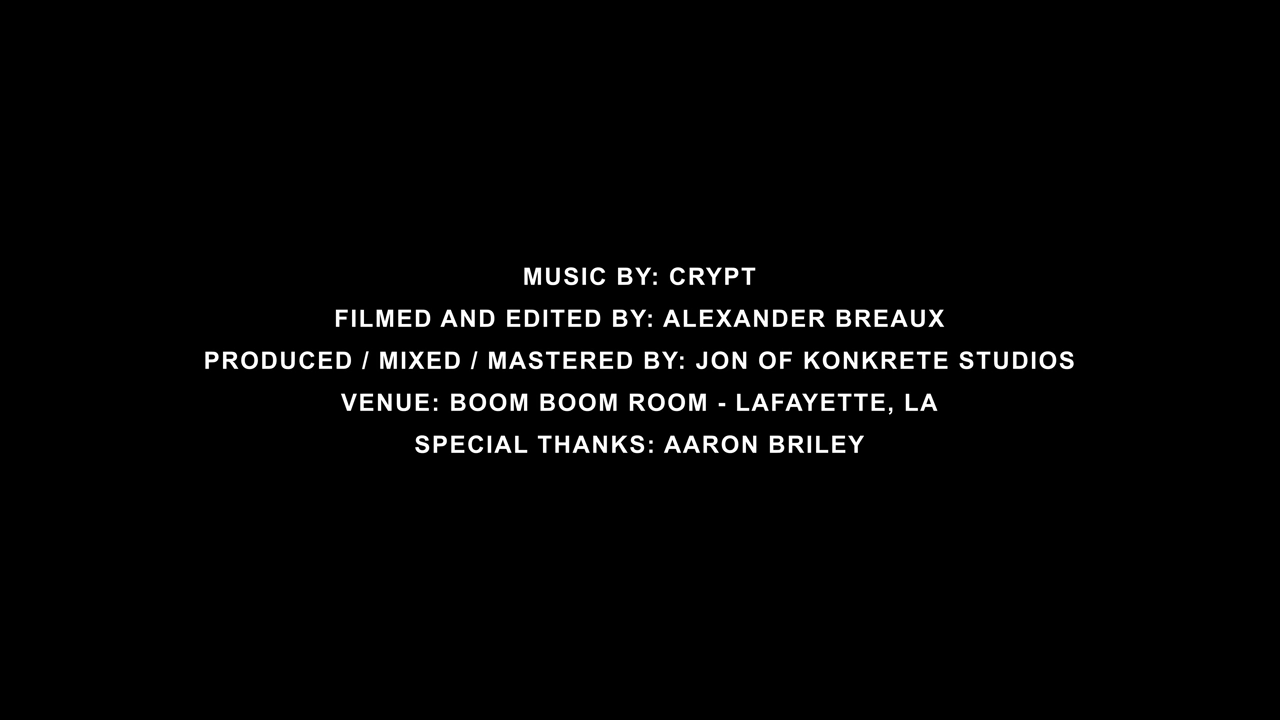 MUSIC BY: CRYPT
FILMED AND EDITED BY: ALEXANDER BREAUX
PRODUCED / MIXED / MASTERED BY: JON OF KONKRETE STUDIOS
VENUE: BOOM BOOM ROOM - LAFAYETTE, LA
SPECIAL THANKS: AARON BRILEY